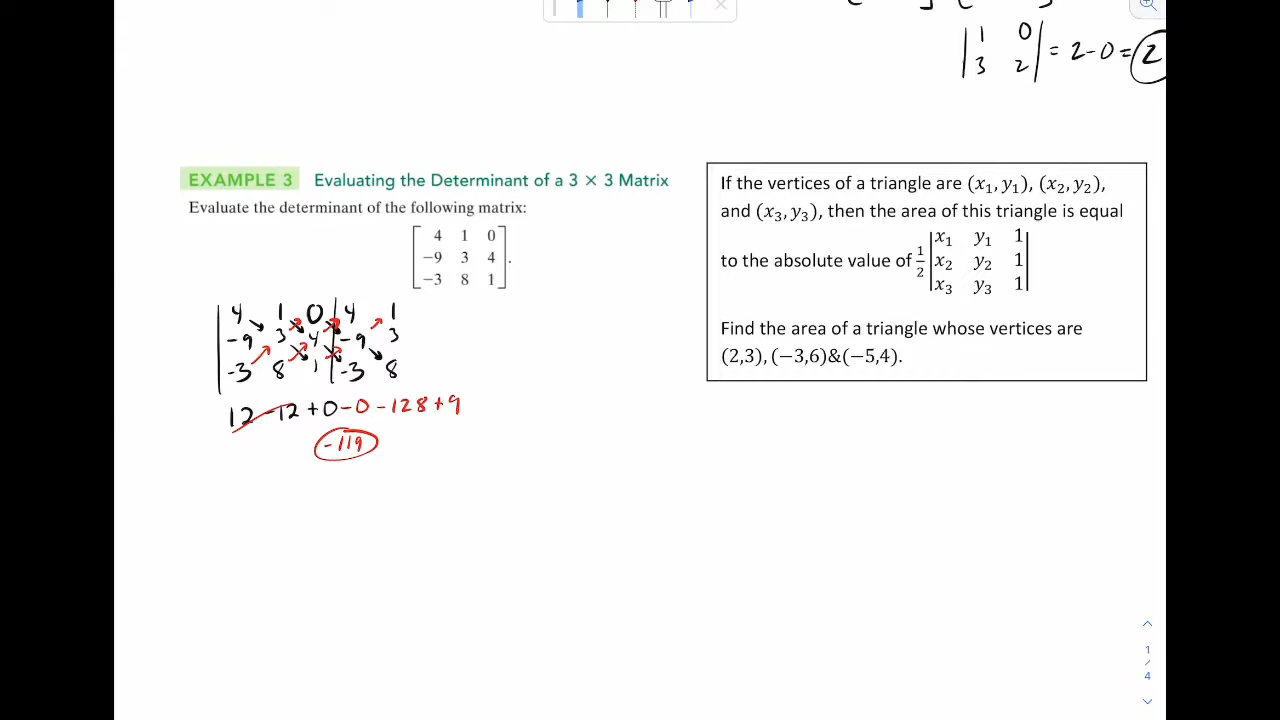 1 0
3 2
= 2-0 = 2
EXAMPLE 3 Evaluating the Determinant of a 3 × 3 Matrix
Evaluate the determinant of the following matrix:
4 1 0
−9 3 4
−3 8 1
.
4 1 0 4 1
-9 3 4 -9 3
-3 8 1 -3 8
12 -12 + 0 - 0 - 128 + 9
-119
If the vertices of a triangle are (x₁, y₁), (x₂, y₂),
and (x₃, y₃), then the area of this triangle is equal
to the absolute value of 1/2 |x₁ y₁ 1|
|x₂ y₂ 1|
|x₃ y₃ 1|
Find the area of a triangle whose vertices are
(2,3), (−3,6)&(−5,4).
1
/
4